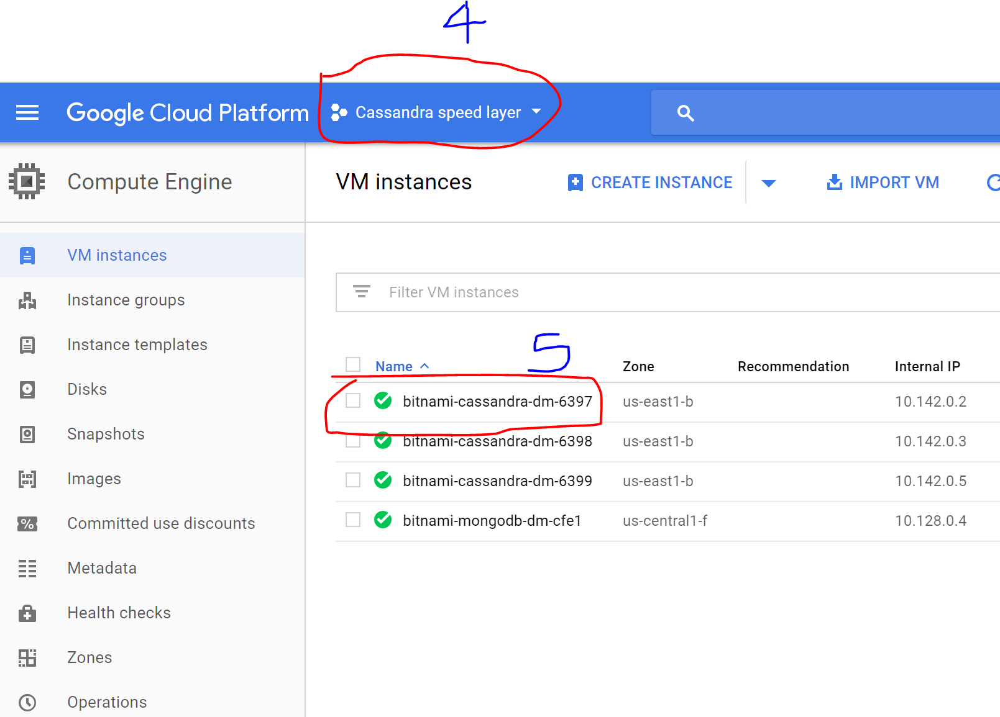 4
Google Cloud Platform Cassandra speed layer
Compute Engine
VM instances CREATE INSTANCE IMPORT VM
VM instances
Instance groups
Instance templates
Disks
Snapshots
Images
Committed use discounts
Metadata
Health checks
Zones
Operations
Filter VM instances
5
Name Zone Recommendation Internal IP
bitnami-cassandra-dm-6397 us-east1-b 10.142.0.2
bitnami-cassandra-dm-6398 us-east1-b 10.142.0.3
bitnami-cassandra-dm-6399 us-east1-b 10.142.0.5
bitnami-mongodb-dm-cfe1 us-central1-f 10.128.0.4